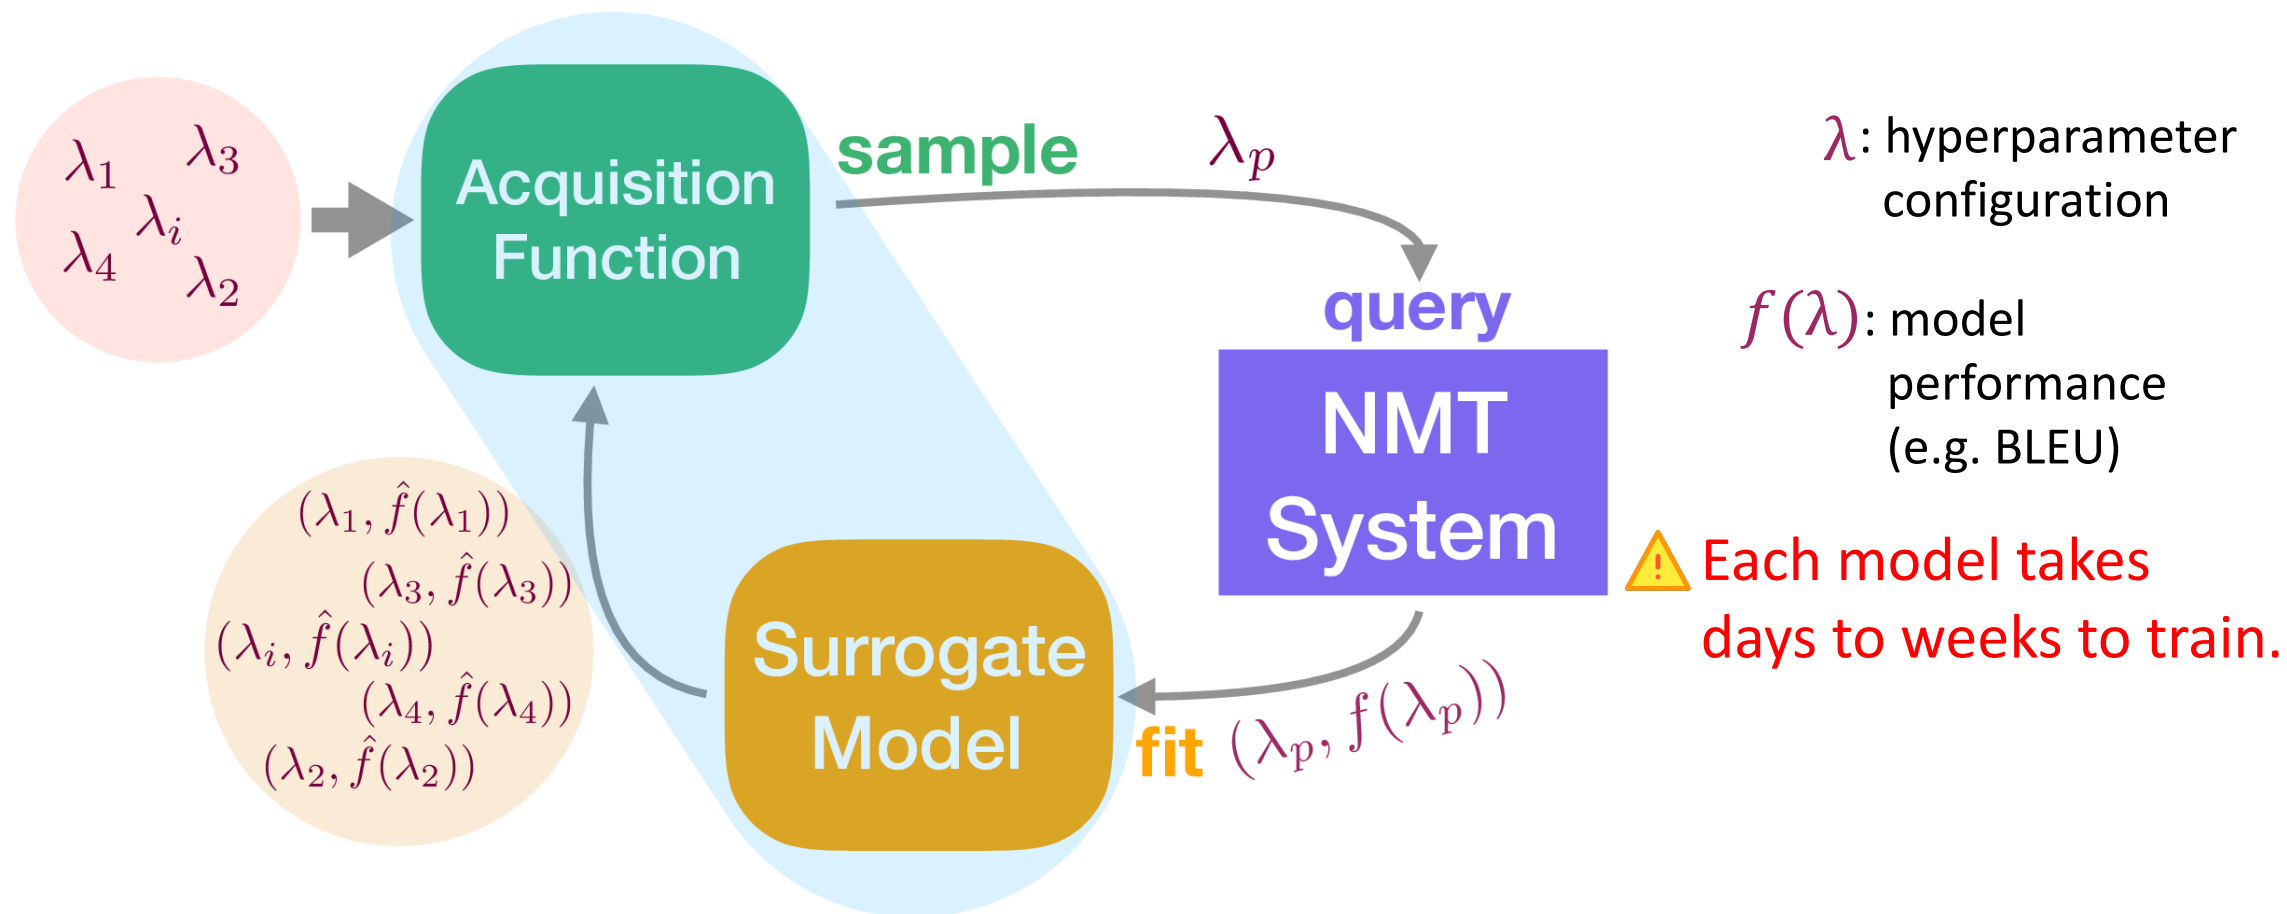 λ₁ λ₃
λᵢ
λ₄ λ₂
Acquisition
Function
sample λₚ
query
NMT
System
fit (λₚ, f(λₚ))
Surrogate
Model
(λ₁, f̂(λ₁))
(λ₃, f̂(λ₃))
(λᵢ, f̂(λᵢ))
(λ₄, f̂(λ₄))
(λ₂, f̂(λ₂))
λ: hyperparameter
configuration
f(λ): model
performance
(e.g. BLEU)
Each model takes
days to weeks to train.